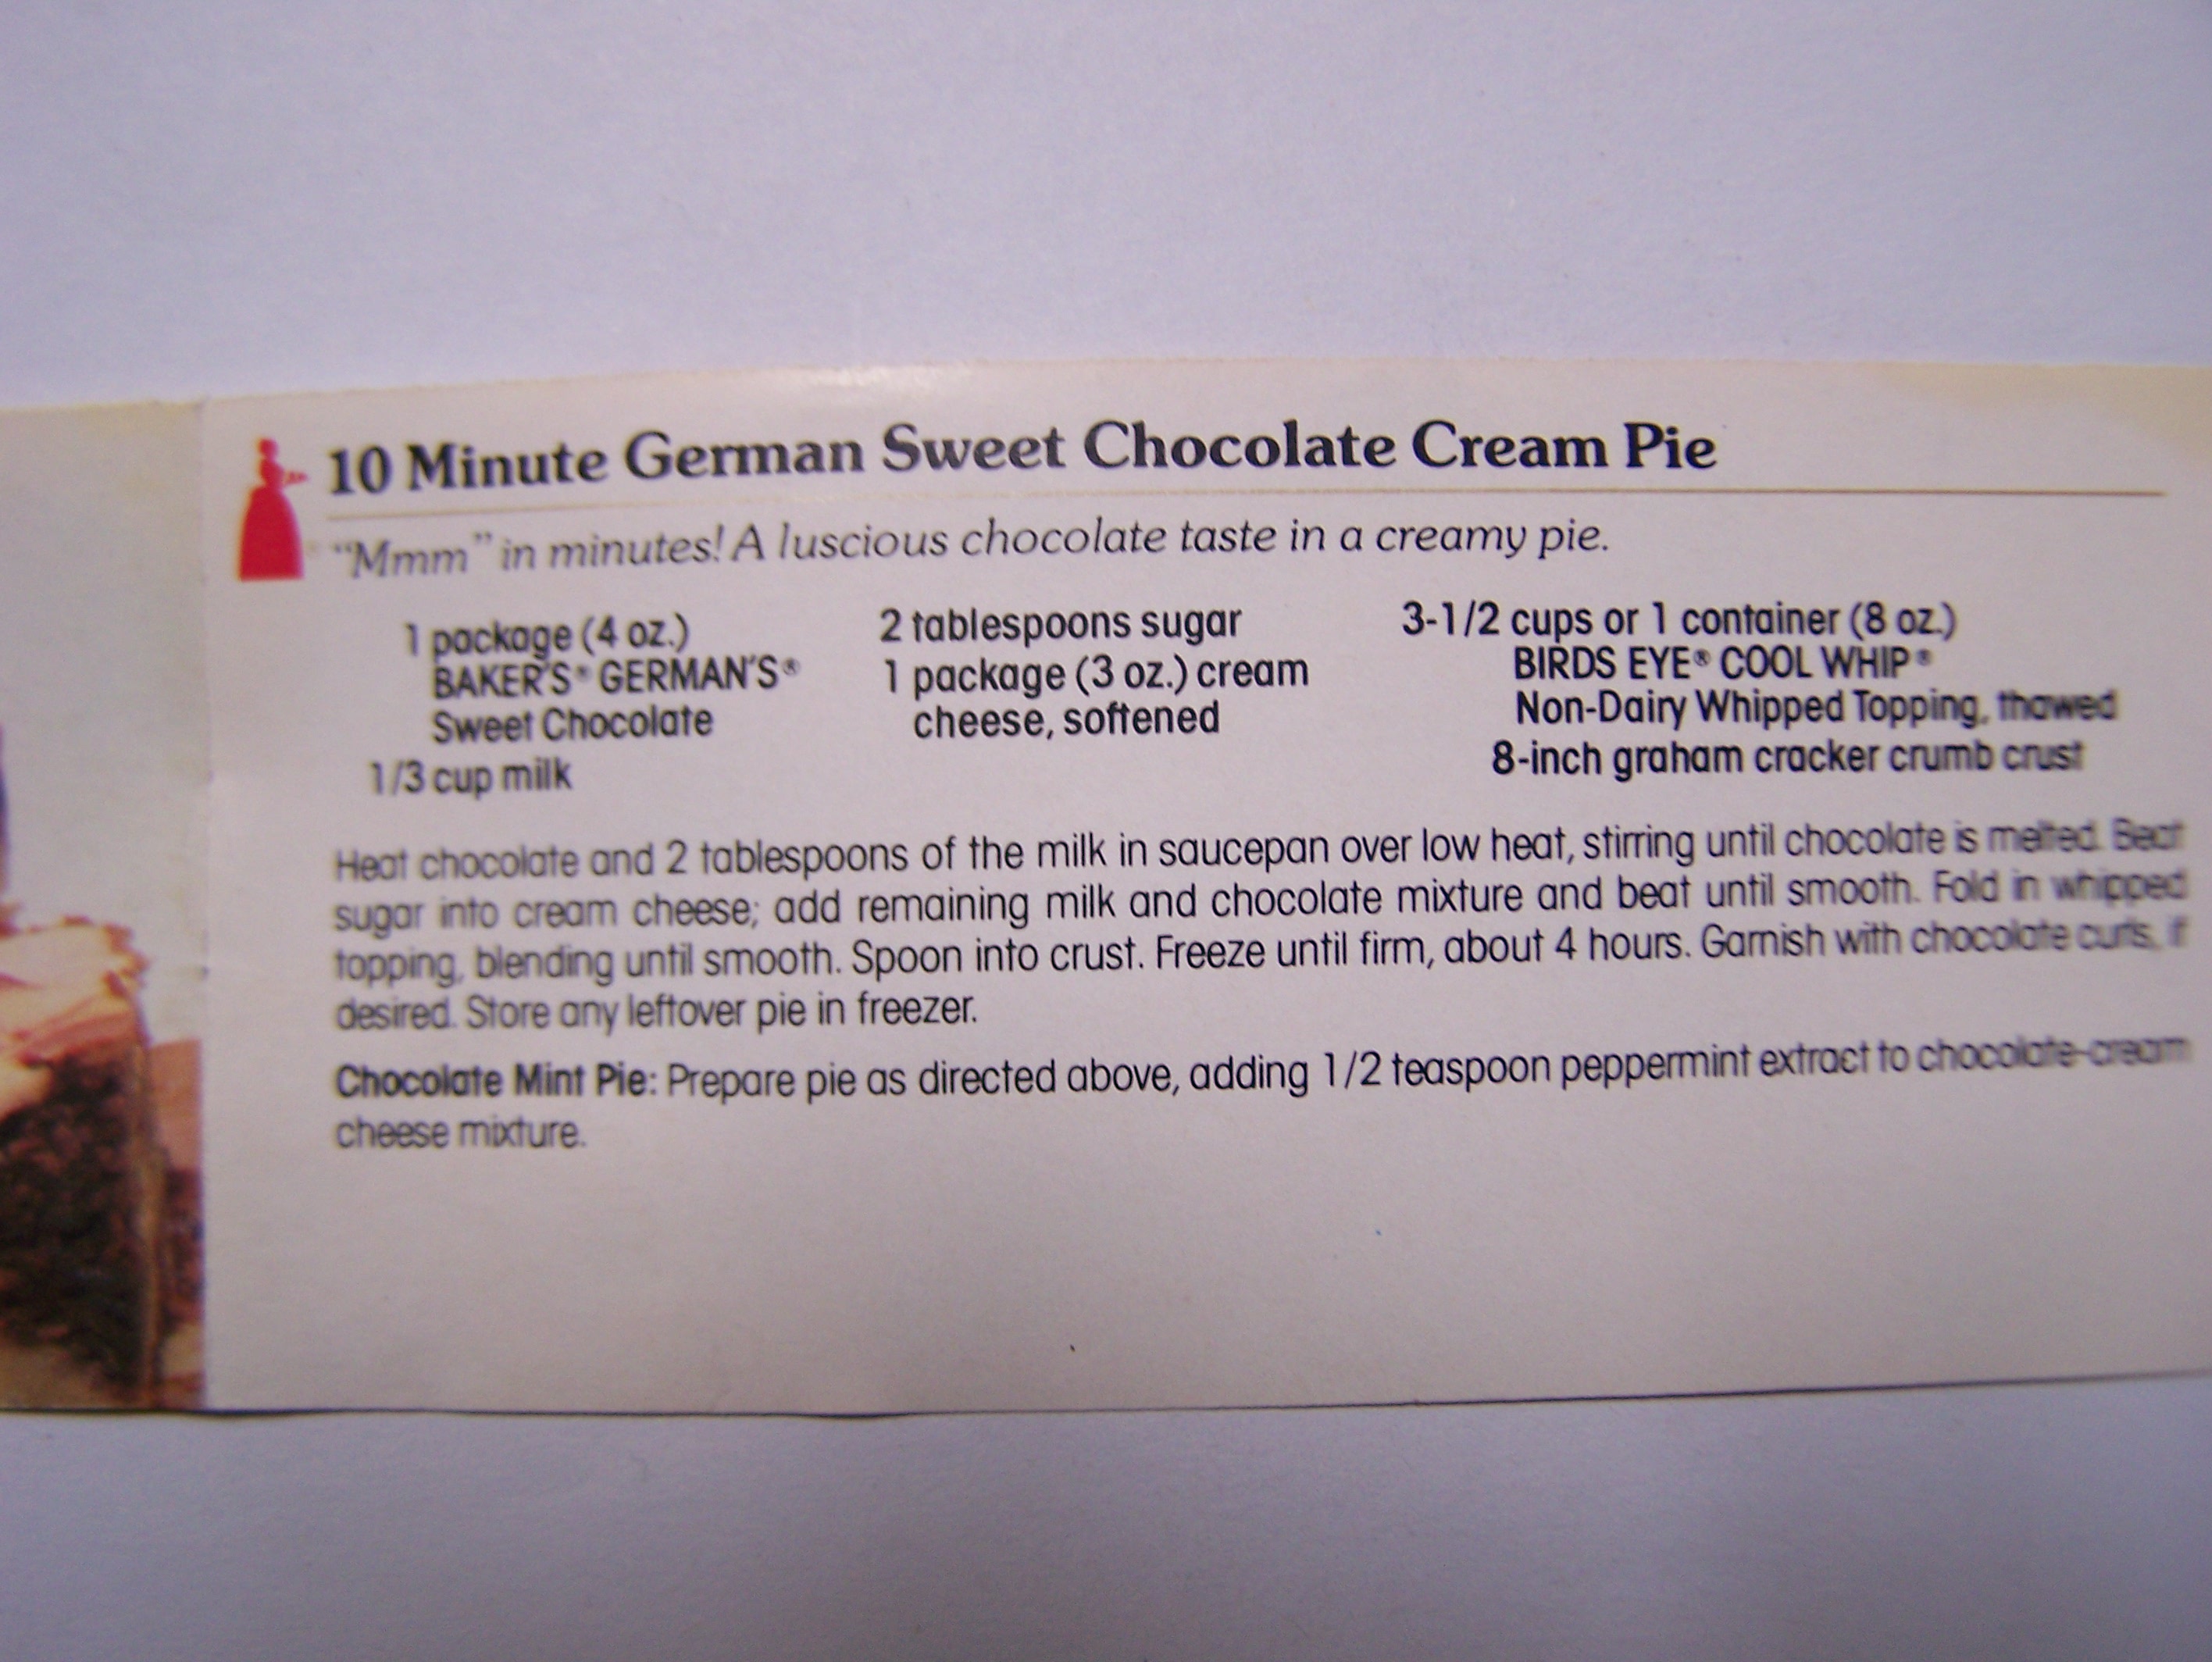 10 Minute German Sweet Chocolate Cream Pie
“Mmm” in minutes! A luscious chocolate taste in a creamy pie.
1 package (4 oz.)
BAKER'S® GERMAN'S®
Sweet Chocolate
1/3 cup milk
2 tablespoons sugar
1 package (3 oz.) cream
cheese, softened
3-1/2 cups or 1 container (8 oz.)
BIRDS EYE® COOL WHIP®
Non-Dairy Whipped Topping, thawed
8-inch graham cracker crumb crust
Heat chocolate and 2 tablespoons of the milk in saucepan over low heat, stirring until chocolate is melted. Beat
sugar into cream cheese; add remaining milk and chocolate mixture and beat until smooth. Fold in whipped
topping, blending until smooth. Spoon into crust. Freeze until firm, about 4 hours. Garnish with chocolate curls, if
desired. Store any leftover pie in freezer.
Chocolate Mint Pie: Prepare pie as directed above, adding 1/2 teaspoon peppermint extract to chocolate-cream
cheese mixture.